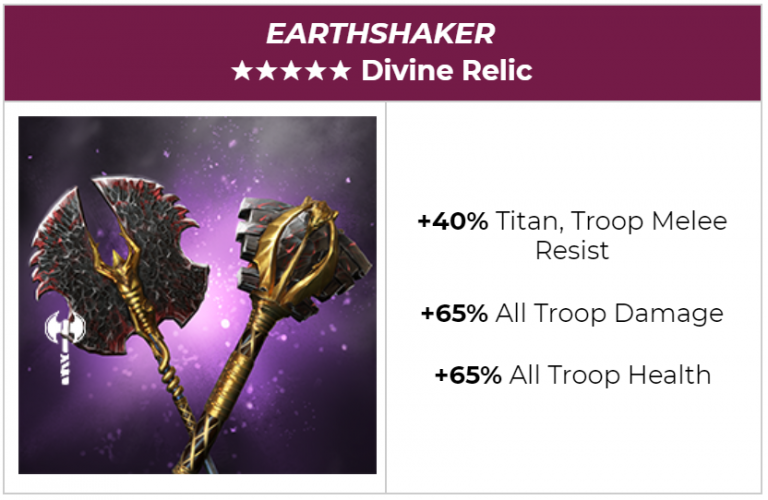 EARTHSHAKER
★★★★★ Divine Relic
+40% Titan, Troop Melee
Resist
+65% All Troop Damage
+65% All Troop Health